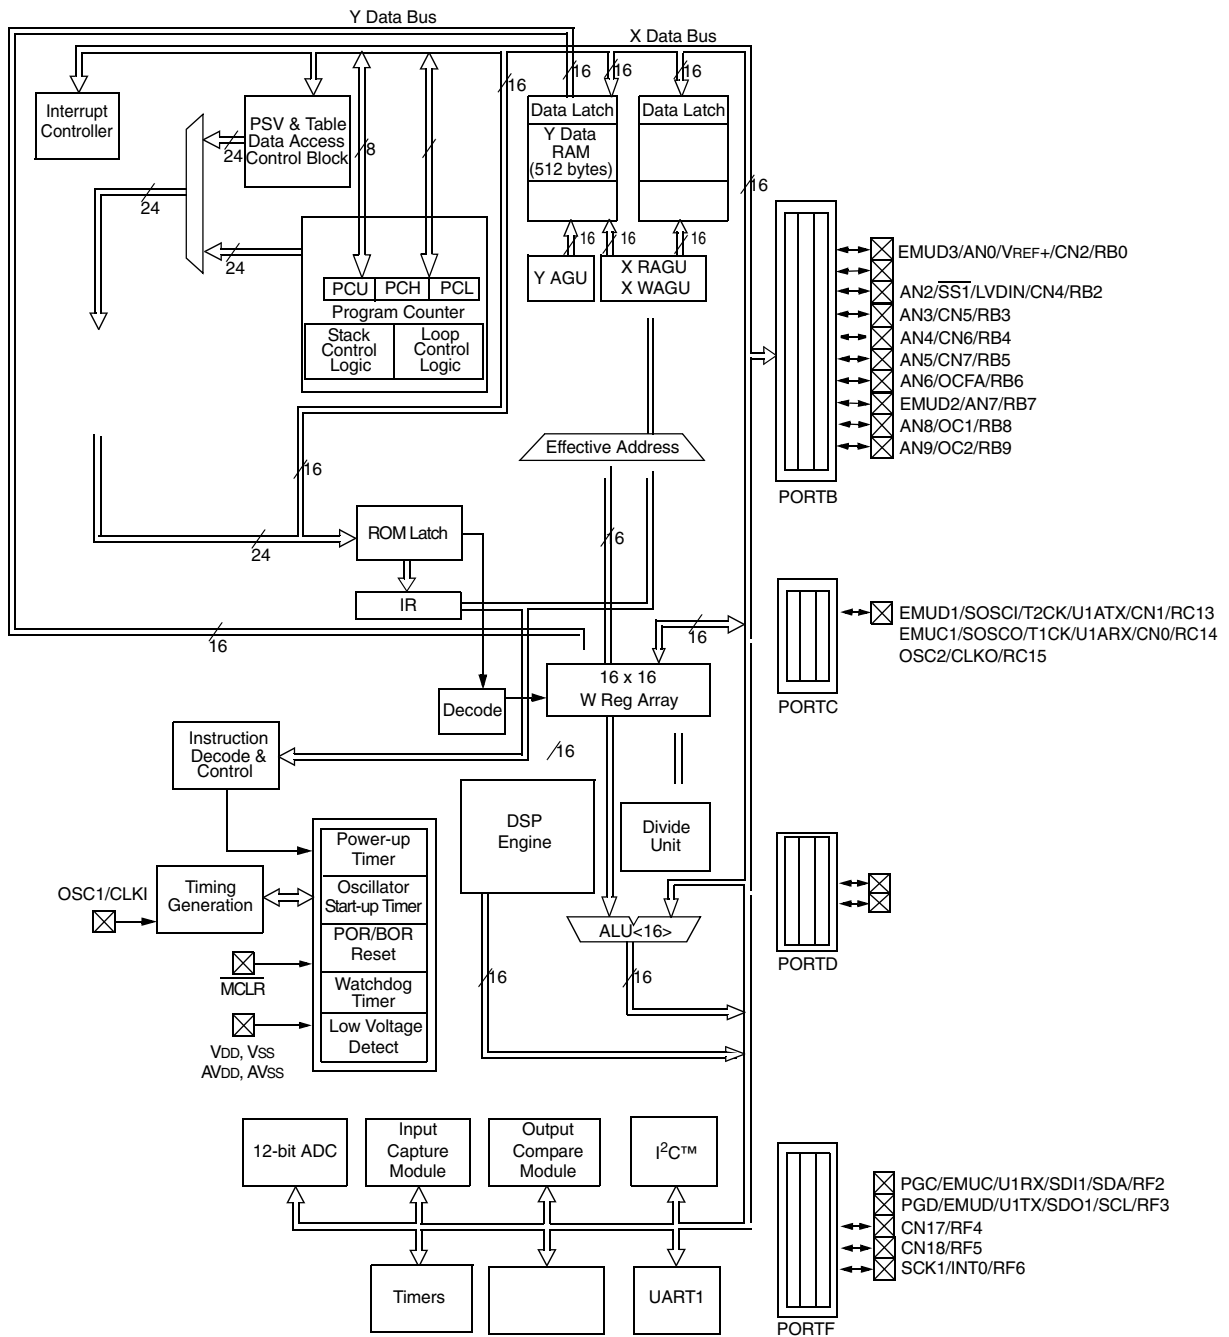 Y Data Bus
X Data Bus
16
16
16
16
Interrupt
Controller
PSV & Table
Data Access
Control Block
24
8
Data Latch
Y Data
RAM
(512 bytes)
Data Latch
16
24
24
16
16
16
Y AGU
X RAGU
X WAGU
PCU
PCH
PCL
Program Counter
Stack
Control
Logic
Loop
Control
Logic
EMUD3/AN0/VREF+/CN2/RB0
AN2/SS1/LVDIN/CN4/RB2
AN3/CN5/RB3
AN4/CN6/RB4
AN5/CN7/RB5
AN6/OCFA/RB6
EMUD2/AN7/RB7
AN8/OC1/RB8
AN9/OC2/RB9
PORTB
Effective Address
16
24
ROM Latch
6
IR
16
16
EMUD1/SOSCI/T2CK/U1ATX/CN1/RC13
EMUC1/SOSCO/T1CK/U1ARX/CN0/RC14
OSC2/CLKO/RC15
PORTC
16 x 16
W Reg Array
Decode
16
Instruction
Decode &
Control
DSP
Engine
Divide
Unit
Power-up
Timer
Oscillator
Start-up Timer
POR/BOR
Reset
Watchdog
Timer
Low Voltage
Detect
OSC1/CLKI
Timing
Generation
MCLR
VDD, VSS
AVDD, AVSS
ALU<16>
16
16
PORTD
12-bit ADC
Input
Capture
Module
Output
Compare
Module
I²C™
Timers
UART1
PGC/EMUC/U1RX/SDI1/SDA/RF2
PGD/EMUD/U1TX/SDO1/SCL/RF3
CN17/RF4
CN18/RF5
SCK1/INT0/RF6
PORTF